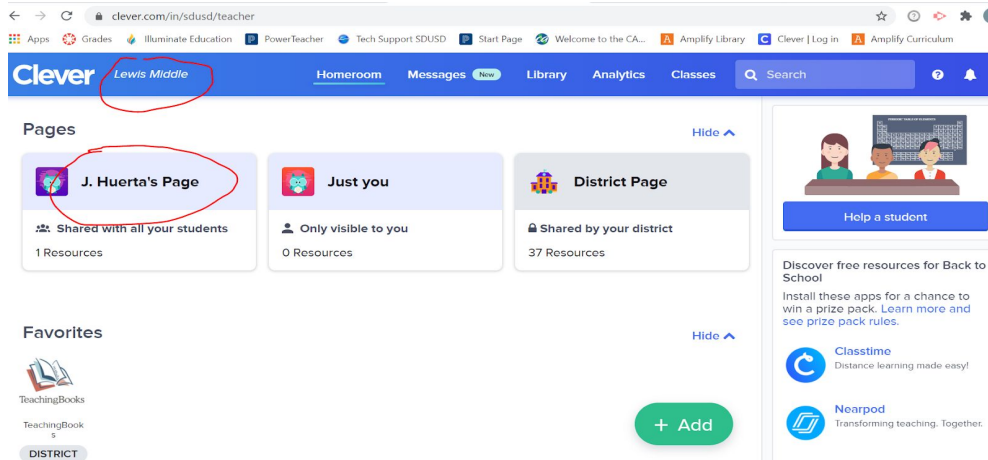 clever.com/in/sdusd/teacher
Apps Grades Illuminate Education PowerTeacher Tech Support SDUSD Start Page Welcome to the CA... Amplify Library Clever | Log in Amplify Curriculum
Clever Lewis Middle Homeroom Messages New Library Analytics Classes Search
Pages Hide
J. Huerta's Page Just you District Page
Shared with all your students Only visible to you Shared by your district
1 Resources 0 Resources 37 Resources
Help a student
Discover free resources for Back to
School
Install these apps for a chance to
win a prize pack. Learn more and
see prize pack rules.
Classtime
Distance learning made easy!
Nearpod
Transforming teaching. Together.
Favorites Hide
TeachingBooks
TeachingBook
s
DISTRICT
+ Add